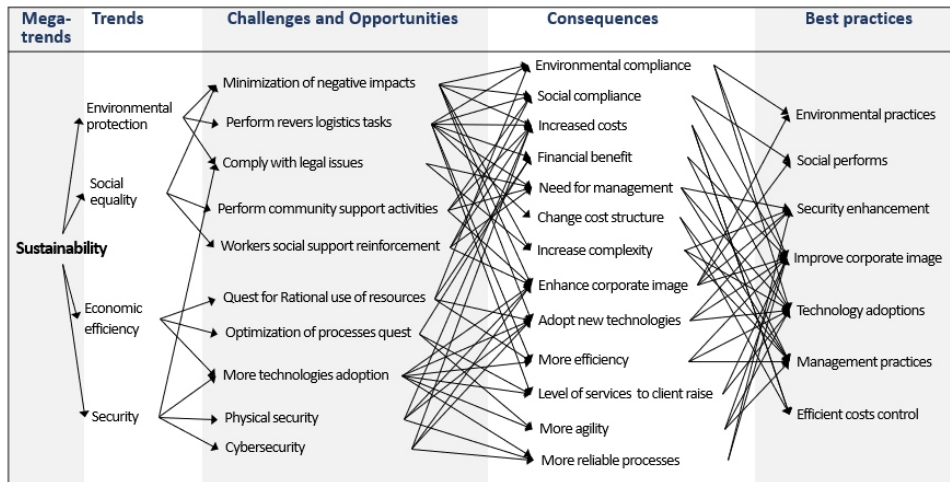 Mega-
trends
Trends
Challenges and Opportunities
Consequences
Best practices
Sustainability
Environmental
protection
Social
equality
Economic
efficiency
Security
Minimization of negative impacts
Perform revers logistics tasks
Comply with legal issues
Perform community support activities
Workers social support reinforcement
Quest for Rational use of resources
Optimization of processes quest
More technologies adoption
Physical security
Cybersecurity
Environmental compliance
Social compliance
Increased costs
Financial benefit
Need for management
Change cost structure
Increase complexity
Enhance corporate image
Adopt new technologies
More efficiency
Level of services to client raise
More agility
More reliable processes
Environmental practices
Social performs
Security enhancement
Improve corporate image
Technology adoptions
Management practices
Efficient costs control